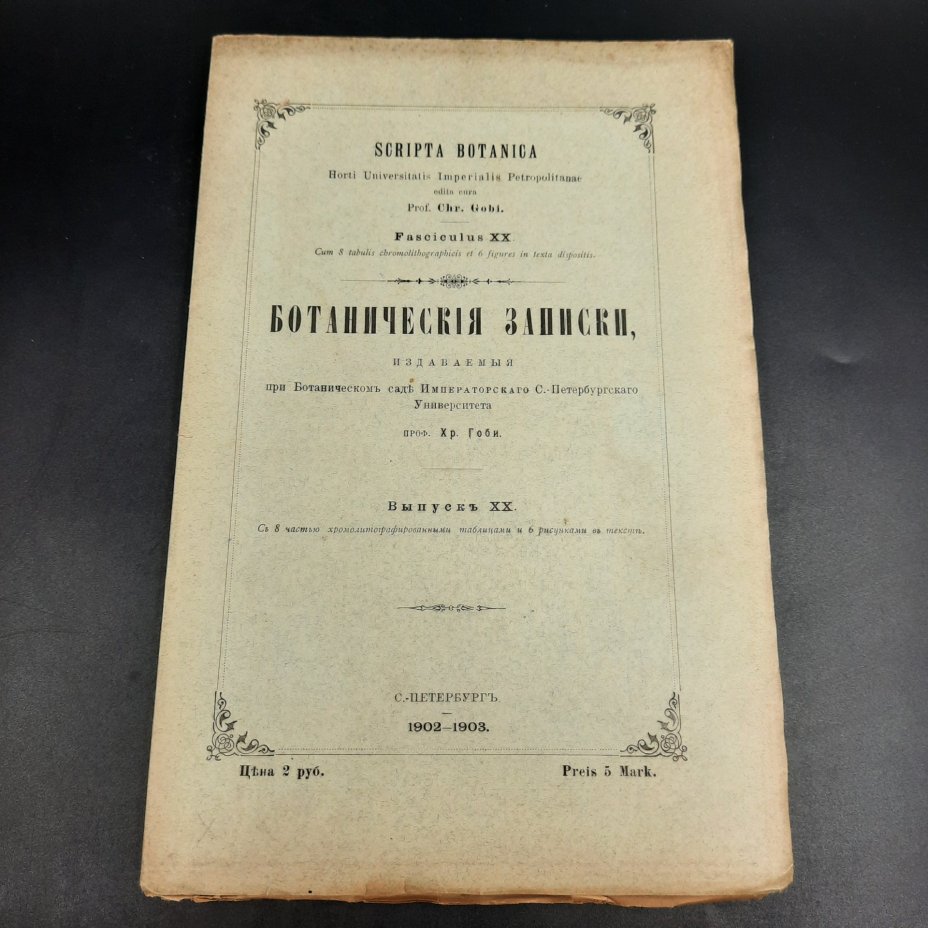 SCRIPTA BOTANICA
Horti Universitatis Imperialis Petropolitanae
edita cura
Prof. Chr. Gobi.
Fasciculus XX.
Cum 8 tabulis chromolithographicis et 6 figures in texta dispositis.
БОТАНИЧЕСКІЯ ЗАПИСКИ,
ИЗДАВАЕМЫЯ
при Ботаническомъ садѣ ИМПЕРАТОРСКАГО С.-Петербургскаго
Университета
ПРОФ. Хр. Гоби.
Выпускъ XX.
Съ 8 частью хромолитографированными таблицами и 6 рисунками въ текстѣ.
С.-ПЕТЕРБУРГЪ
1902–1903.
Цѣна 2 руб.
Preis 5 Mark.